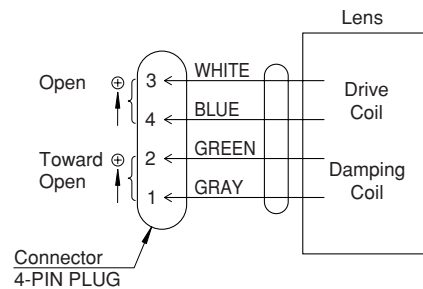 Lens
Open ⊕ 3 WHITE
Drive
4 BLUE
Coil
Toward ⊕ 2 GREEN
Open
Damping
1 GRAY
Coil
Connector
4-PIN PLUG